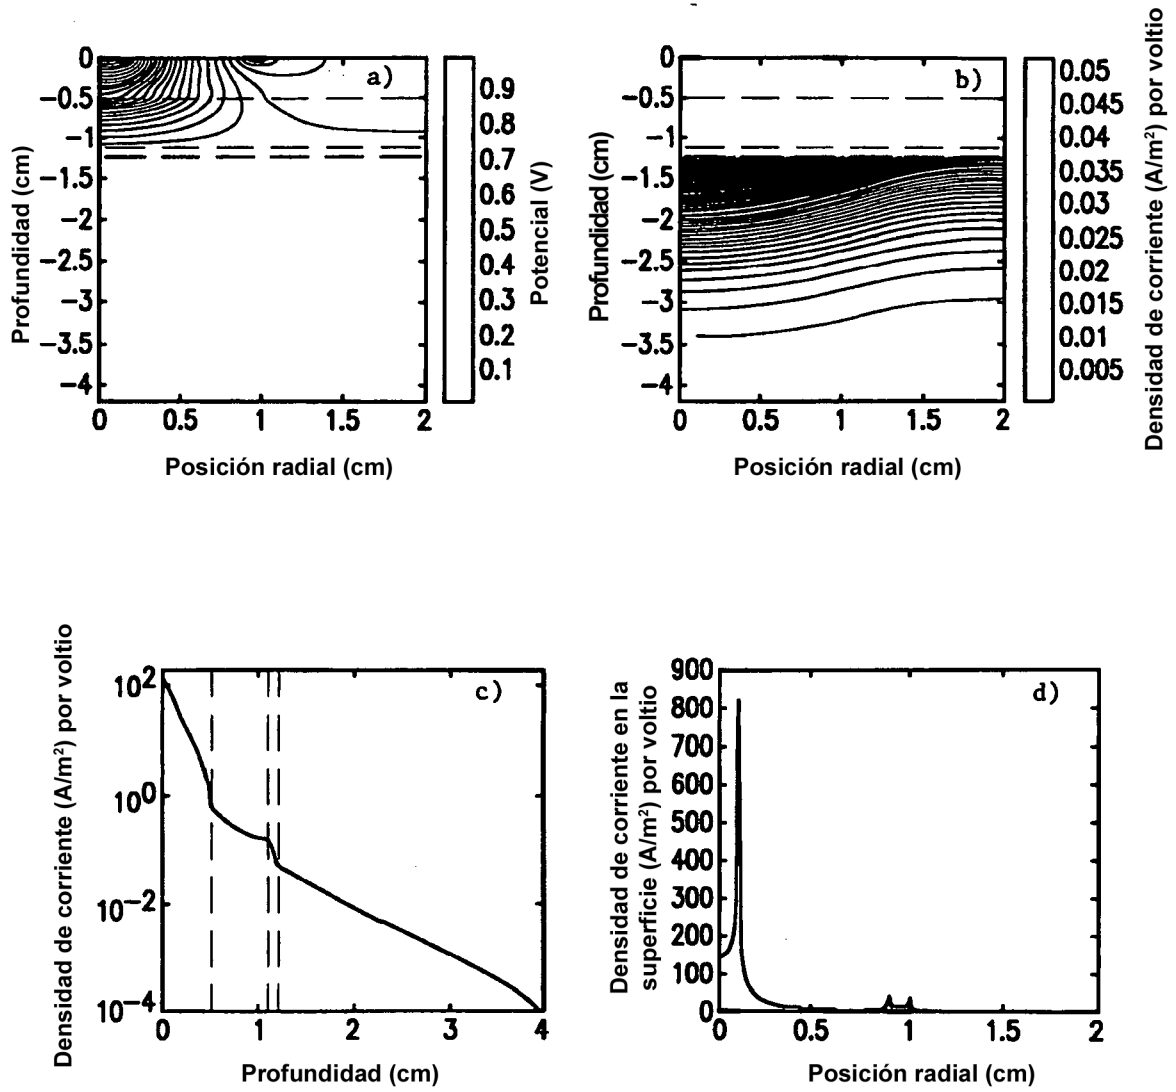 a)
0
−0.5
−1
−1.5
−2
−2.5
−3
−3.5
−4
Profundidad (cm)
0 0.5 1 1.5 2
Posición radial (cm)
0.9
0.8
0.7
0.6
0.5
0.4
0.3
0.2
0.1
Potencial (V)
b)
0
−0.5
−1
−1.5
−2
−2.5
−3
−3.5
−4
Profundidad (cm)
0 0.5 1 1.5 2
Posición radial (cm)
0.05
0.045
0.04
0.035
0.03
0.025
0.02
0.015
0.01
0.005
Densidad de corriente (A/m²) por voltio
c)
10²
10⁰
10⁻²
10⁻⁴
Densidad de corriente (A/m²) por voltio
0 1 2 3 4
Profundidad (cm)
d)
900
800
700
600
500
400
300
200
100
0
Densidad de corriente en la
superficie (A/m²) por voltio
0 0.5 1 1.5 2
Posición radial (cm)